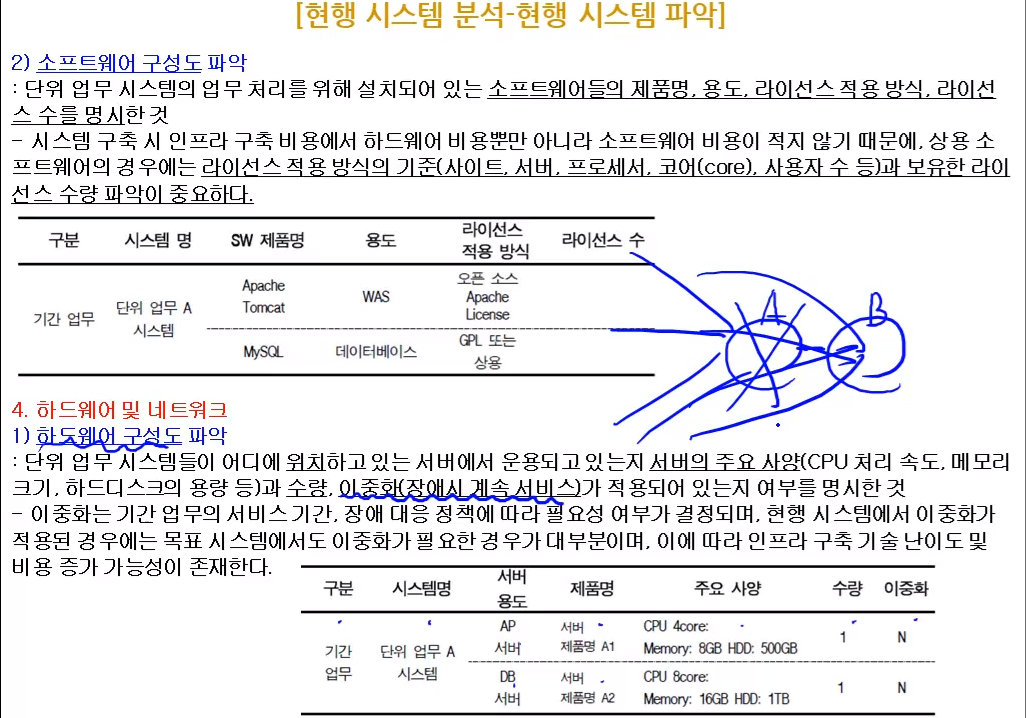 [현행 시스템 분석-현행 시스템 파악]
2) 소프트웨어 구성도 파악
: 단위 업무 시스템의 업무 처리를 위해 설치되어 있는 소프트웨어들의 제품명, 용도, 라이선스 적용 방식, 라이선
스 수를 명시한 것
- 시스템 구축 시 인프라 구축 비용에서 하드웨어 비용뿐만 아니라 소프트웨어 비용이 적지 않기 때문에, 상용 소
프트웨어의 경우에는 라이선스 적용 방식의 기준(사이트, 서버, 프로세서, 코어(core), 사용자 수 등)과 보유한 라이
선스 수량 파악이 중요하다.
구분 시스템 명 SW 제품명 용도 라이선스 적용 방식 라이선스 수
기간 업무 단위 업무 A 시스템 Apache Tomcat WAS 오픈 소스 Apache License
MySQL 데이터베이스 GPL 또는 상용
A B
4. 하드웨어 및 네트워크
1) 하드웨어 구성도 파악
: 단위 업무 시스템들이 어디에 위치하고 있는 서버에서 운용되고 있는지 서버의 주요 사양(CPU 처리 속도, 메모리
크기, 하드디스크의 용량 등)과 수량, 이중화(장애시 계속 서비스)가 적용되어 있는지 여부를 명시한 것
- 이중화는 기간 업무의 서비스 기간, 장애 대응 정책에 따라 필요성 여부가 결정되며, 현행 시스템에서 이중화가
적용된 경우에는 목표 시스템에서도 이중화가 필요한 경우가 대부분이며, 이에 따라 인프라 구축 기술 난이도 및
비용 증가 가능성이 존재한다.
구분 시스템명 서버 용도 제품명 주요 사양 수량 이중화
기간 업무 단위 업무 A 시스템 AP 서버 서버 제품명 A1 CPU 4core: Memory: 8GB HDD: 500GB 1 N
DB 서버 서버 제품명 A2 CPU 8core: Memory: 16GB HDD: 1TB 1 N